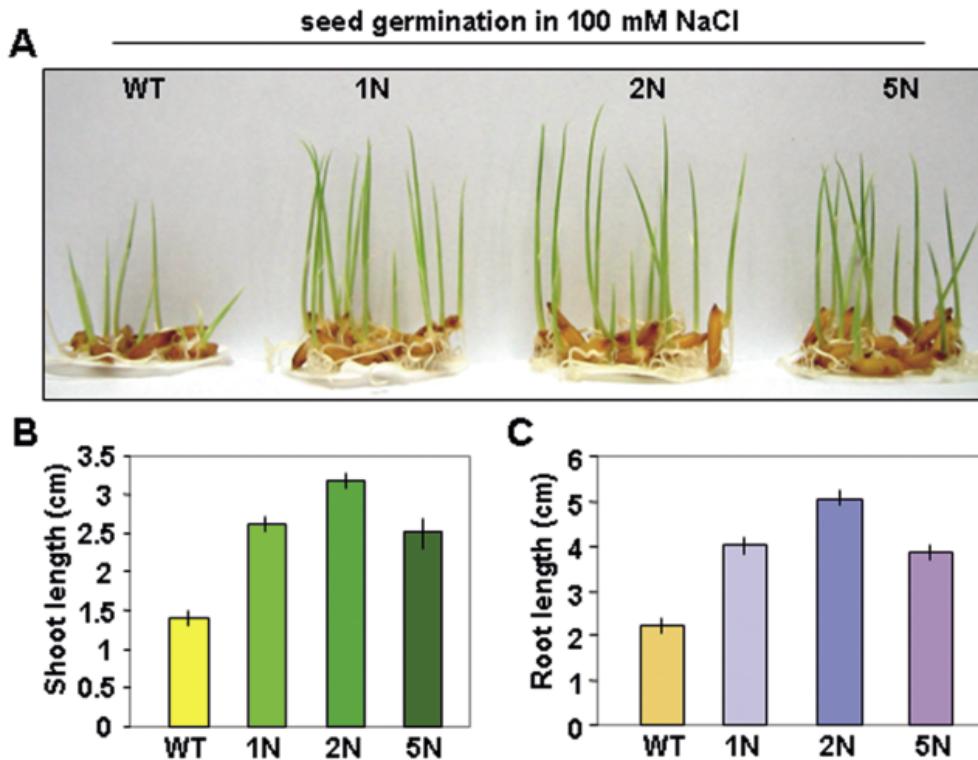 seed germination in 100 mM NaCl
A
WT 1N 2N 5N
B
Shoot length (cm)
3.5
3
2.5
2
1.5
1
0.5
0
WT 1N 2N 5N
C
Root length (cm)
6
5
4
3
2
1
0
WT 1N 2N 5N